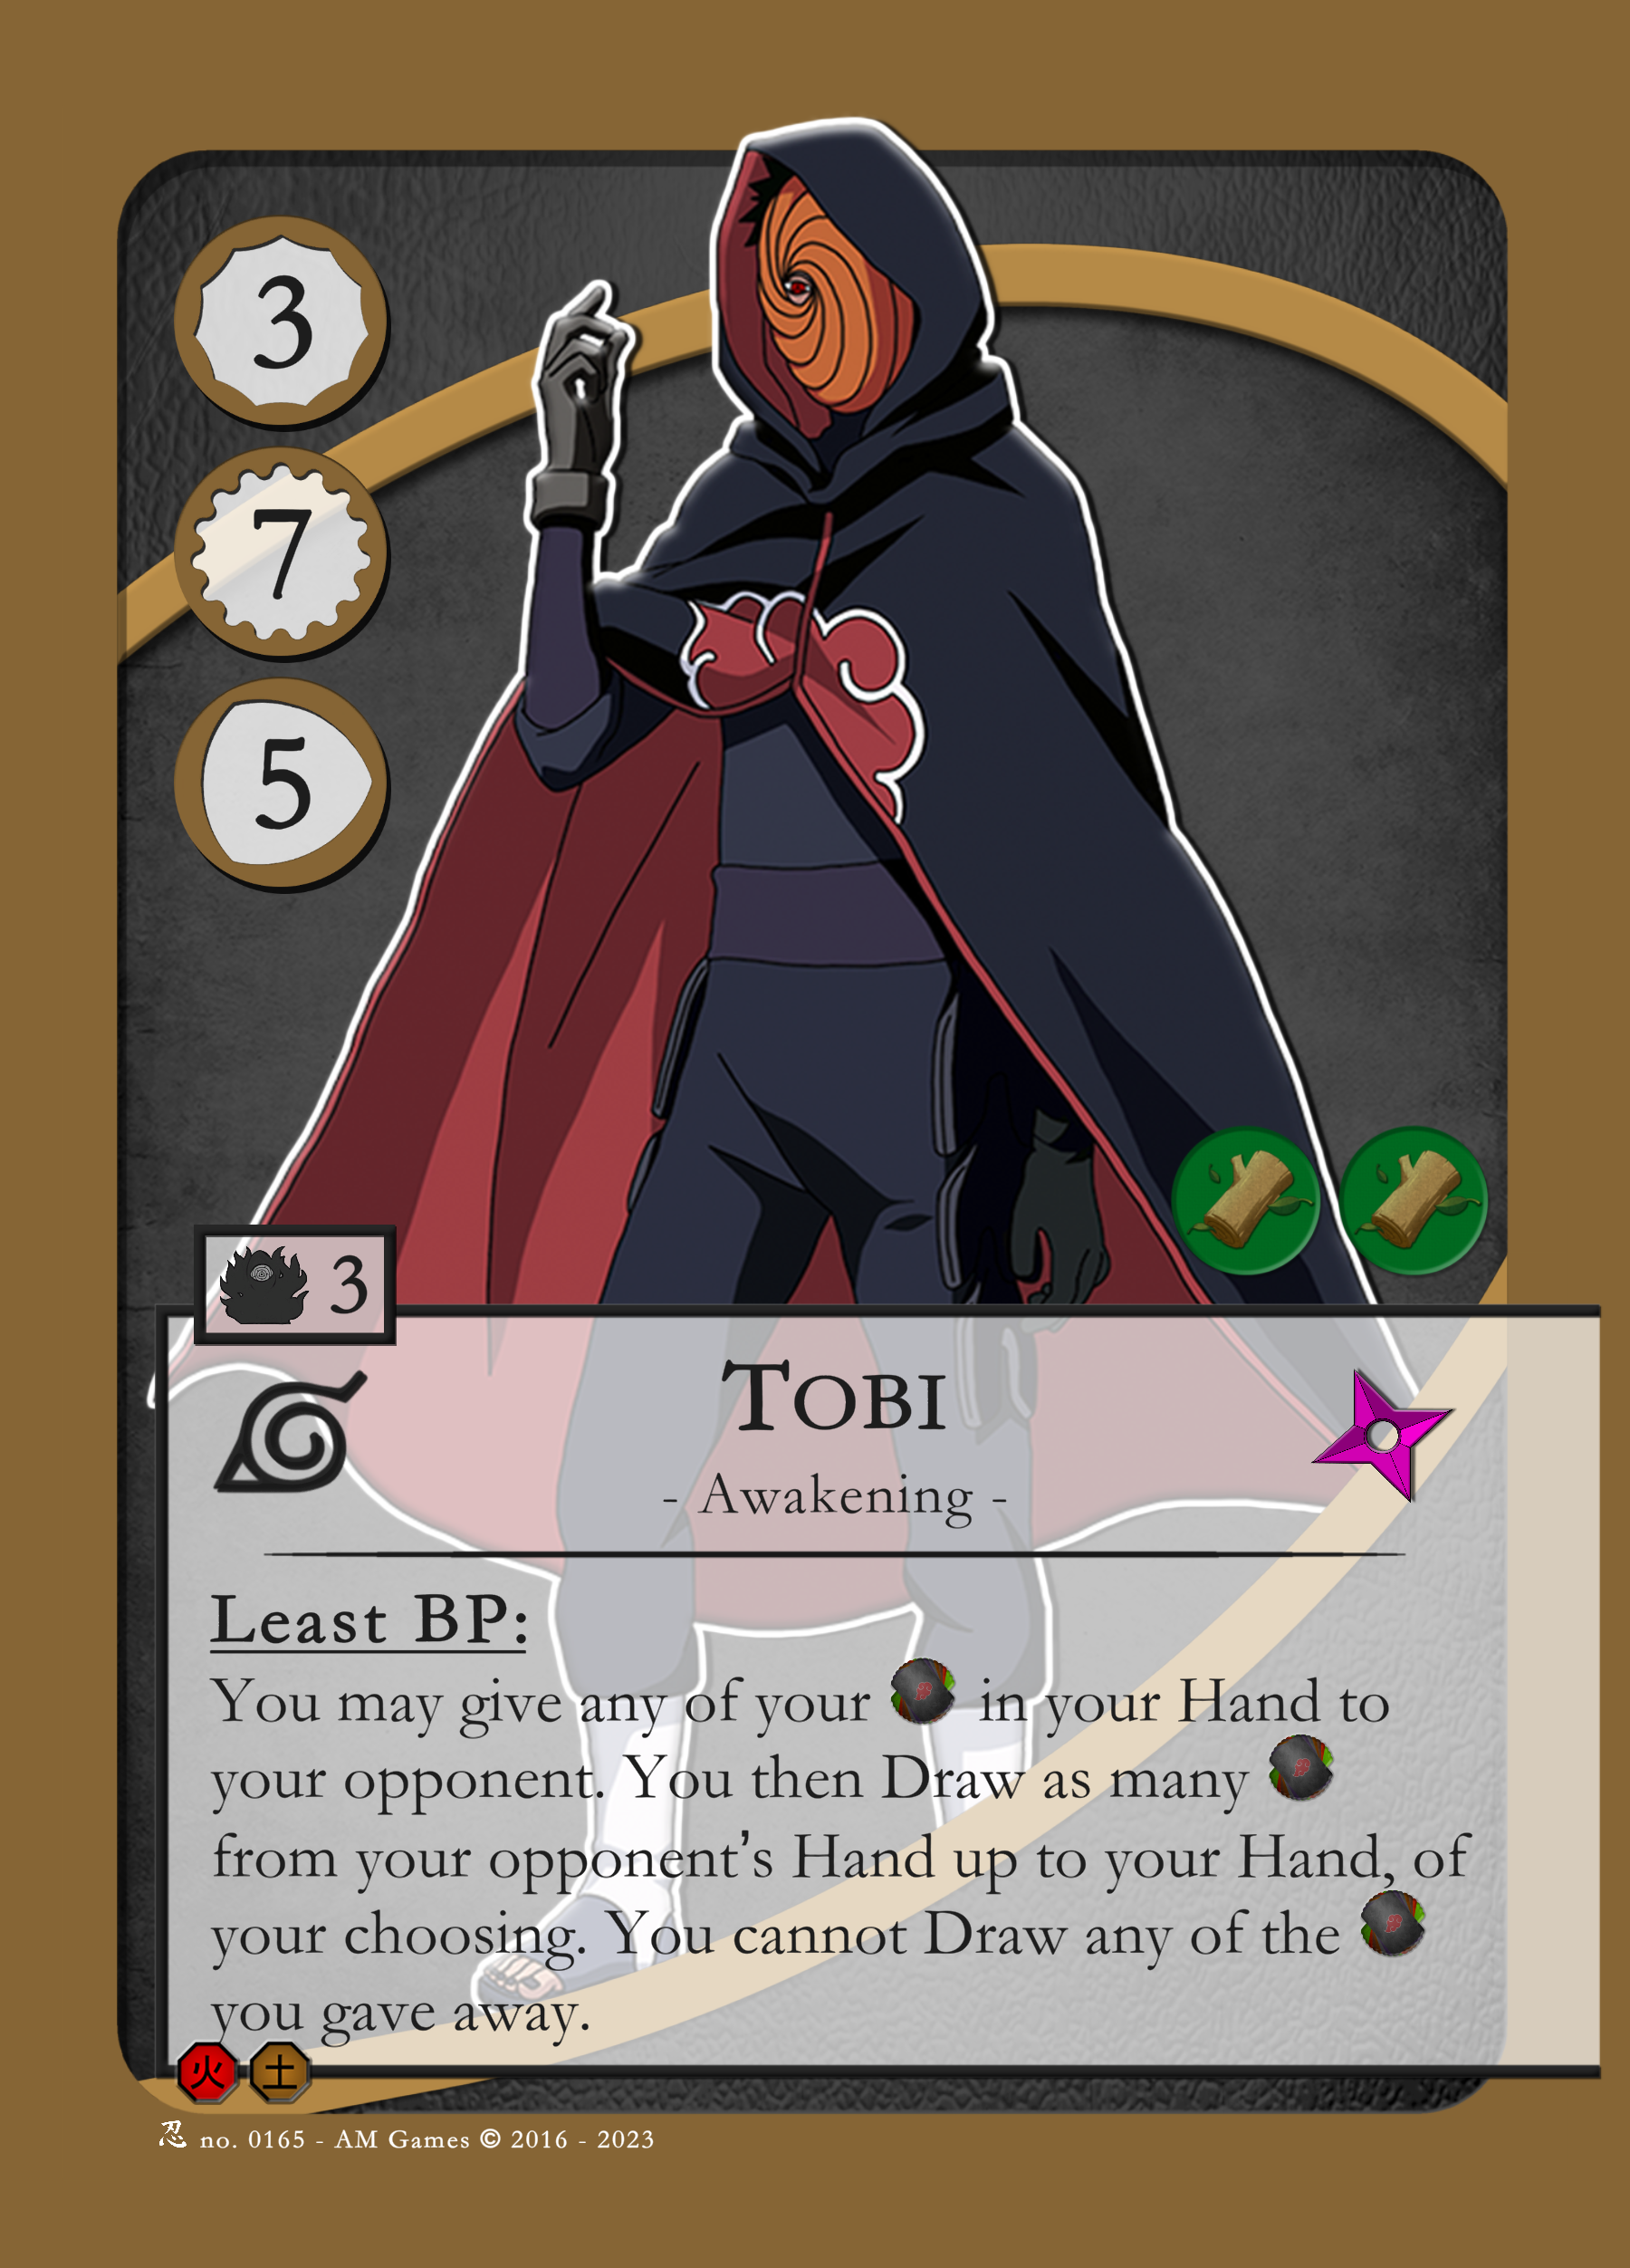 3
7
5
3
Tobi
- Awakening -
Least BP:
You may give any of your in your Hand to
your opponent. You then Draw as many
from your opponent's Hand up to your Hand, of
your choosing. You cannot Draw any of the
you gave away.
火 土
忍 no. 0165 - AM Games © 2016 - 2023